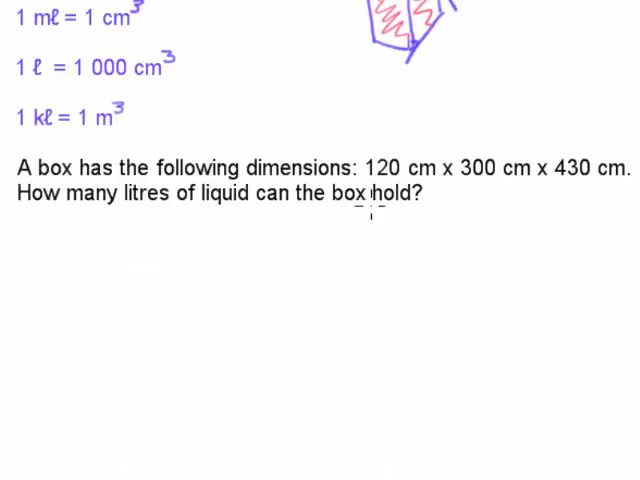 1 mℓ = 1 cm³
1 ℓ = 1 000 cm³
1 kℓ = 1 m³
A box has the following dimensions: 120 cm x 300 cm x 430 cm.
How many litres of liquid can the box hold?